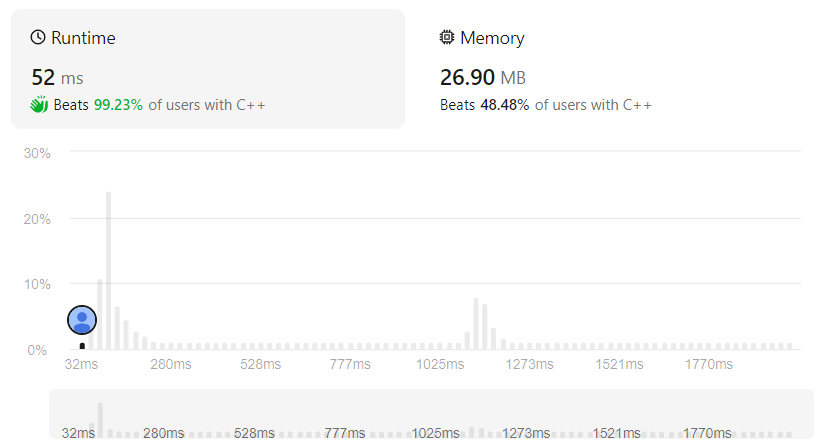 Runtime
52 ms
Beats 99.23% of users with C++
Memory
26.90 MB
Beats 48.48% of users with C++
30%
20%
10%
0%
32ms 280ms 528ms 777ms 1025ms 1273ms 1521ms 1770ms
32ms 280ms 528ms 777ms 1025ms 1273ms 1521ms 1770ms